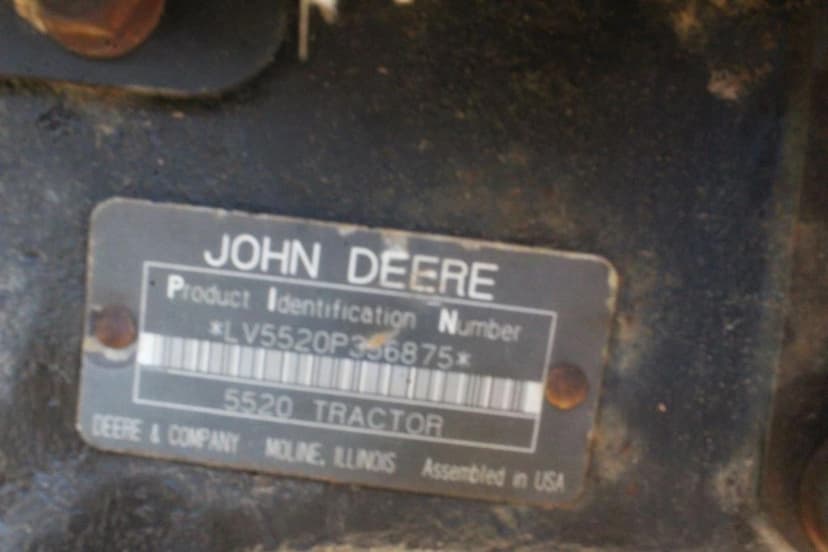 JOHN DEERE
Product Identification Number
*LV5520P356875*
5520 TRACTOR
DEERE & COMPANY MOLINE, ILLINOIS Assembled in USA